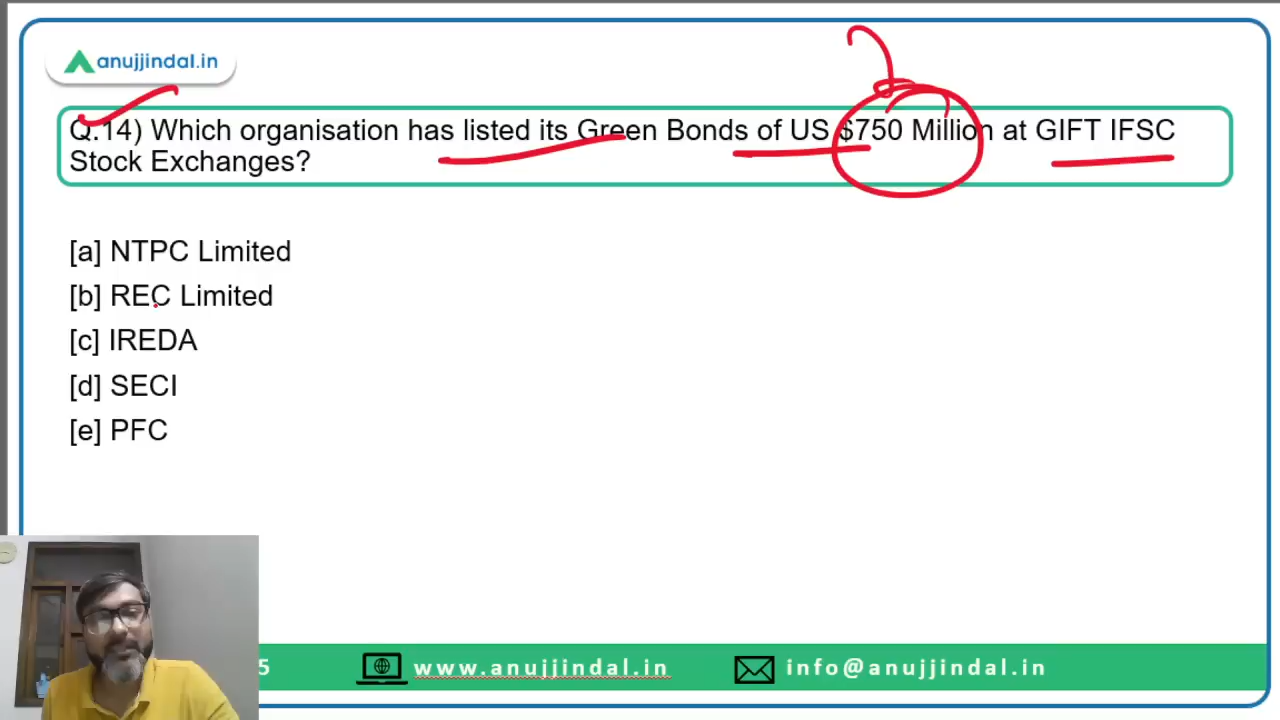 anujjindal.in
Q.14) Which organisation has listed its Green Bonds of US $750 Million at GIFT IFSC
Stock Exchanges?
[a] NTPC Limited
[b] REC Limited
[c] IREDA
[d] SECI
[e] PFC
5
www.anujjindal.in
info@anujjindal.in